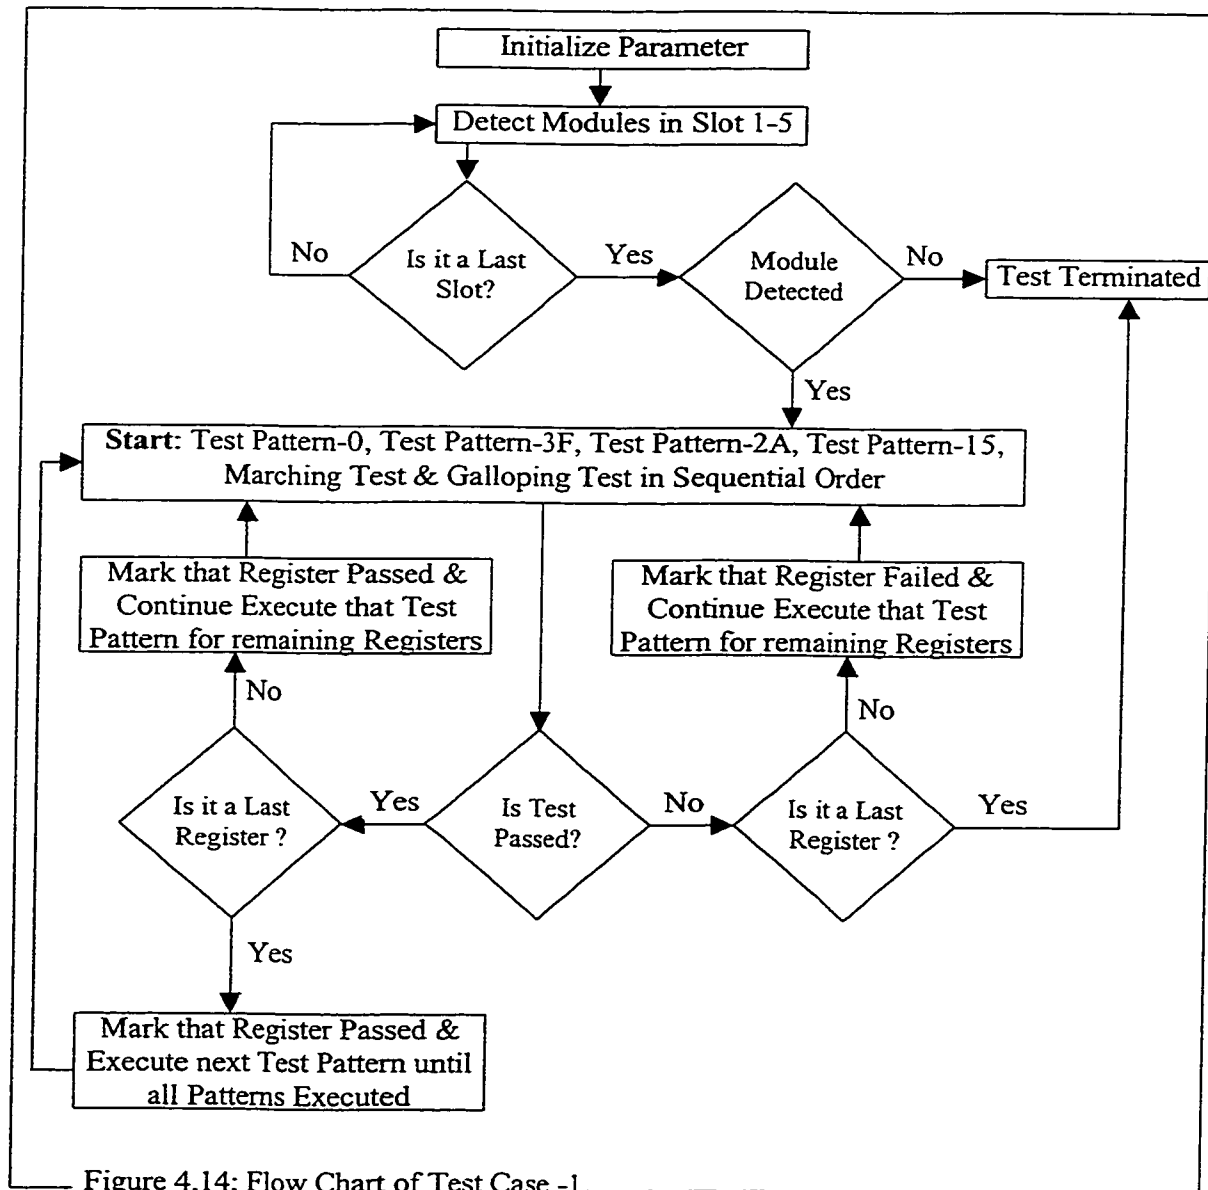 Initialize Parameter
Detect Modules in Slot 1-5
No
Is it a Last
Slot?
Yes
Module
Detected
No
Test Terminated
Yes
Start: Test Pattern-0, Test Pattern-3F, Test Pattern-2A, Test Pattern-15,
Marching Test & Galloping Test in Sequential Order
Mark that Register Passed &
Continue Execute that Test
Pattern for remaining Registers
Mark that Register Failed &
Continue Execute that Test
Pattern for remaining Registers
No
No
Is it a Last
Register ?
Yes
Is Test
Passed?
No
Is it a Last
Register ?
Yes
Yes
Mark that Register Passed &
Execute next Test Pattern until
all Patterns Executed
Figure 4.14: Flow Chart of Test Case -1.